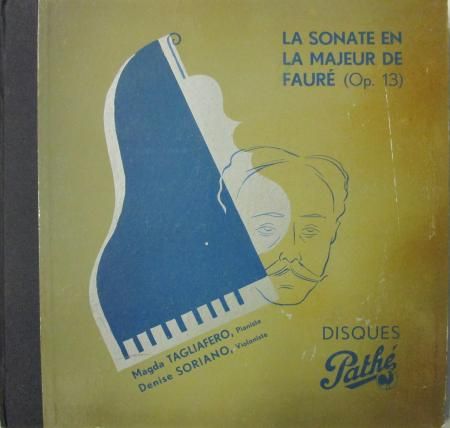 LA SONATE EN
LA MAJEUR DE
FAURÉ (Op. 13)
Magda TAGLIAFERO, Pianiste
Denise SORIANO, Violoniste
DISQUES
Pathé